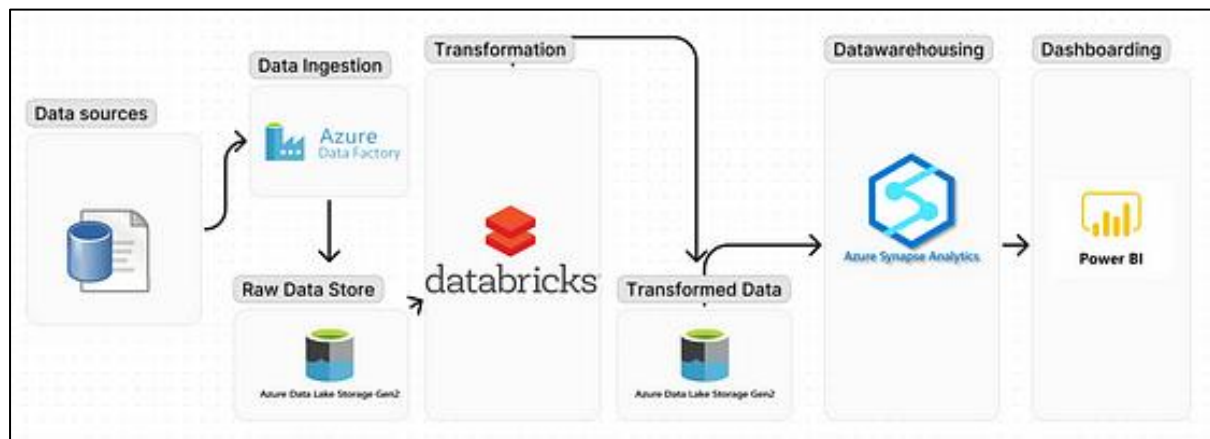 Data sources
Data Ingestion
Azure
Data Factory
Raw Data Store
Azure Data Lake Storage Gen2
Transformation
databricks
Transformed Data
Azure Data Lake Storage Gen2
Datawarehousing
Azure Synapse Analytics
Dashboarding
Power BI